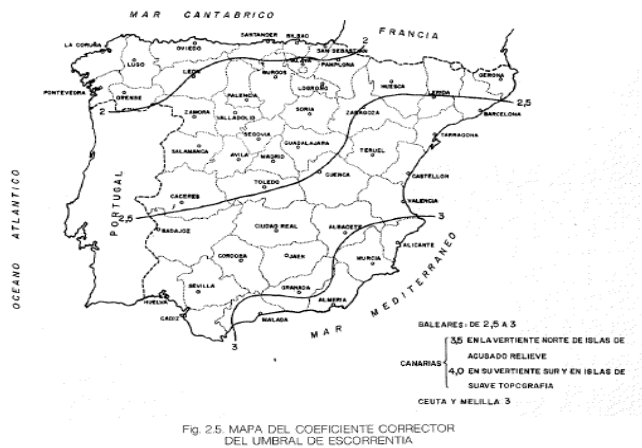 MAR CANTABRICO
FRANCIA
LA CORUÑA
OVIEDO
SANTANDER
BILBAO
SAN SEBASTIAN
2
LUGO
LEON
PAMPLONA
BURGOS
LOGROÑO
HUESCA
LERIDA
GERONA
PONTEVEDRA
ORENSE
2
PALENCIA
ZAMORA
VALLADOLID
SORIA
ZARAGOZA
2,5
BARCELONA
TARRAGONA
SEGOVIA
SALAMANCA
AVILA
MADRID
GUADALAJARA
TERUEL
CUENCA
CASTELLON
TOLEDO
CACERES
VALENCIA
OCEANO ATLANTICO
PORTUGAL
2,5
BADAJOZ
CIUDAD REAL
ALBACETE
3
ALICANTE
CORDOBA
JAEN
MURCIA
SEVILLA
GRANADA
HUELVA
ALMERIA
CADIZ
MALAGA
3
MAR MEDITERRANEO
BALEARES: DE 2,5 A 3
CANARIAS
3,5 EN LA VERTIENTE NORTE DE ISLAS DE
ACUSADO RELIEVE
4,0 EN SU VERTIENTE SUR Y EN ISLAS DE
SUAVE TOPOGRAFIA
CEUTA Y MELILLA 3
Fig. 2.5. MAPA DEL COEFICIENTE CORRECTOR
DEL UMBRAL DE ESCORRENTIA